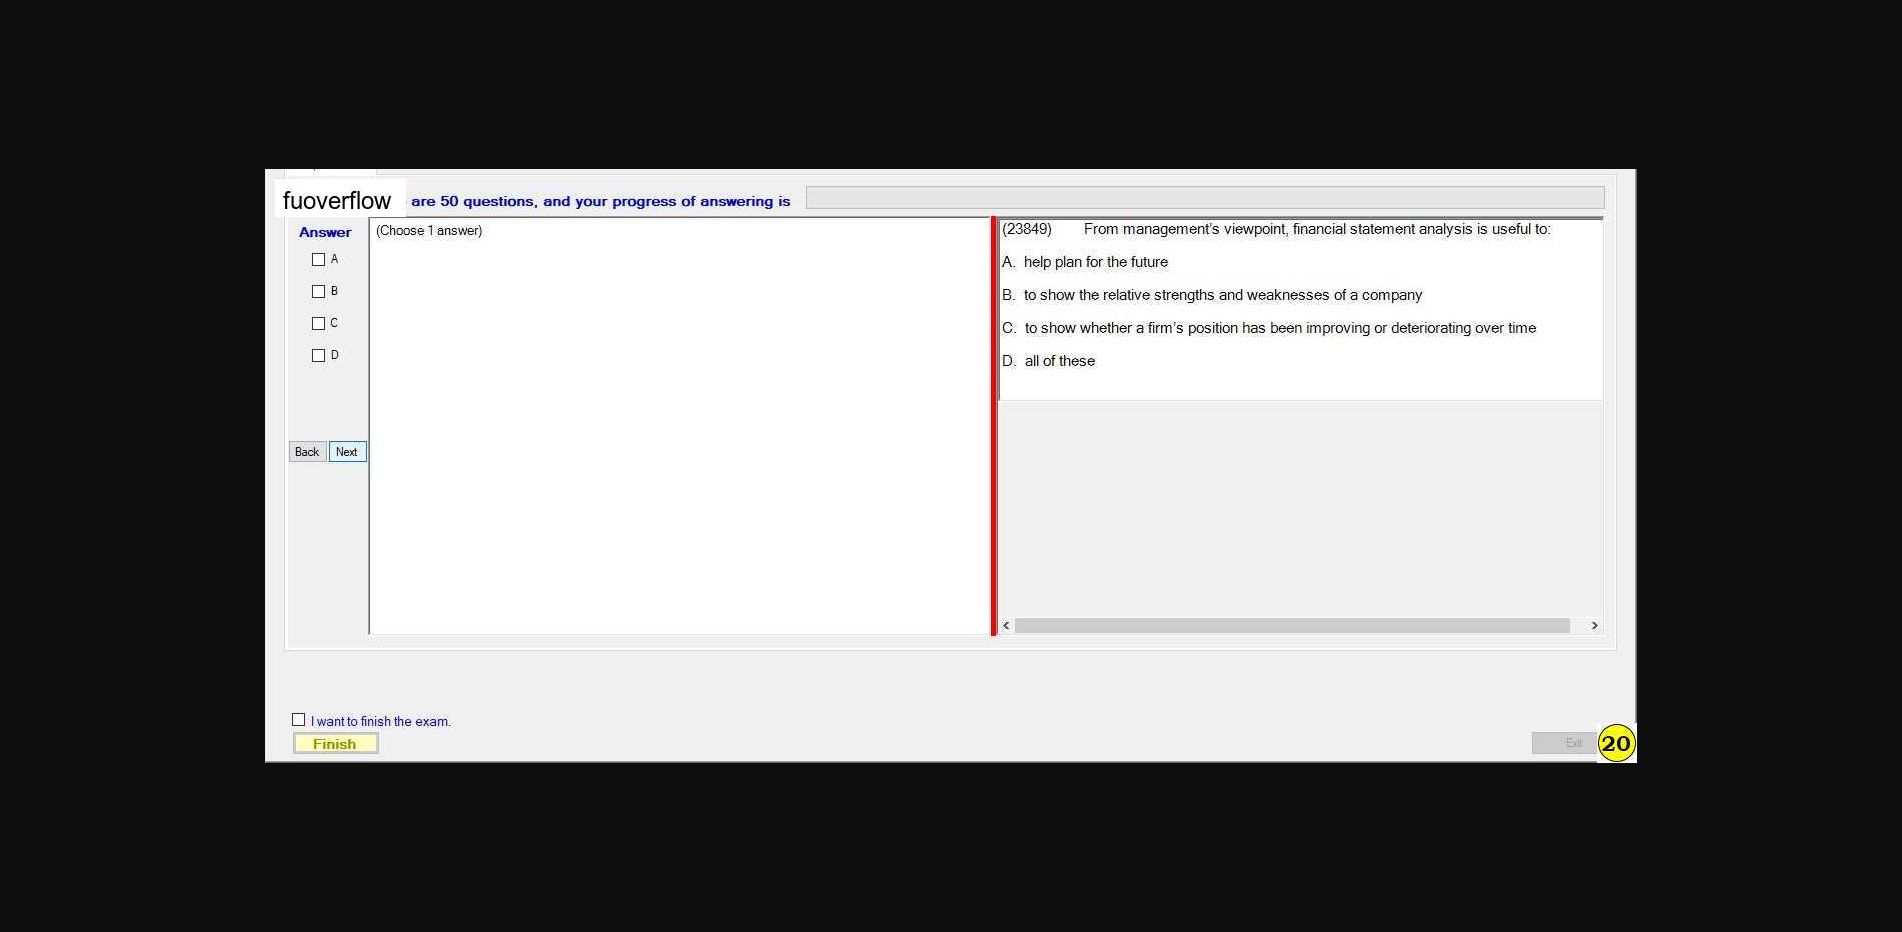 fuoverflow are 50 questions, and your progress of answering is
Answer
(Choose 1 answer)
A
B
C
D
Back Next
(23849) From management's viewpoint, financial statement analysis is useful to:
A. help plan for the future
B. to show the relative strengths and weaknesses of a company
C. to show whether a firm's position has been improving or deteriorating over time
D. all of these
I want to finish the exam.
Finish
Exit
20